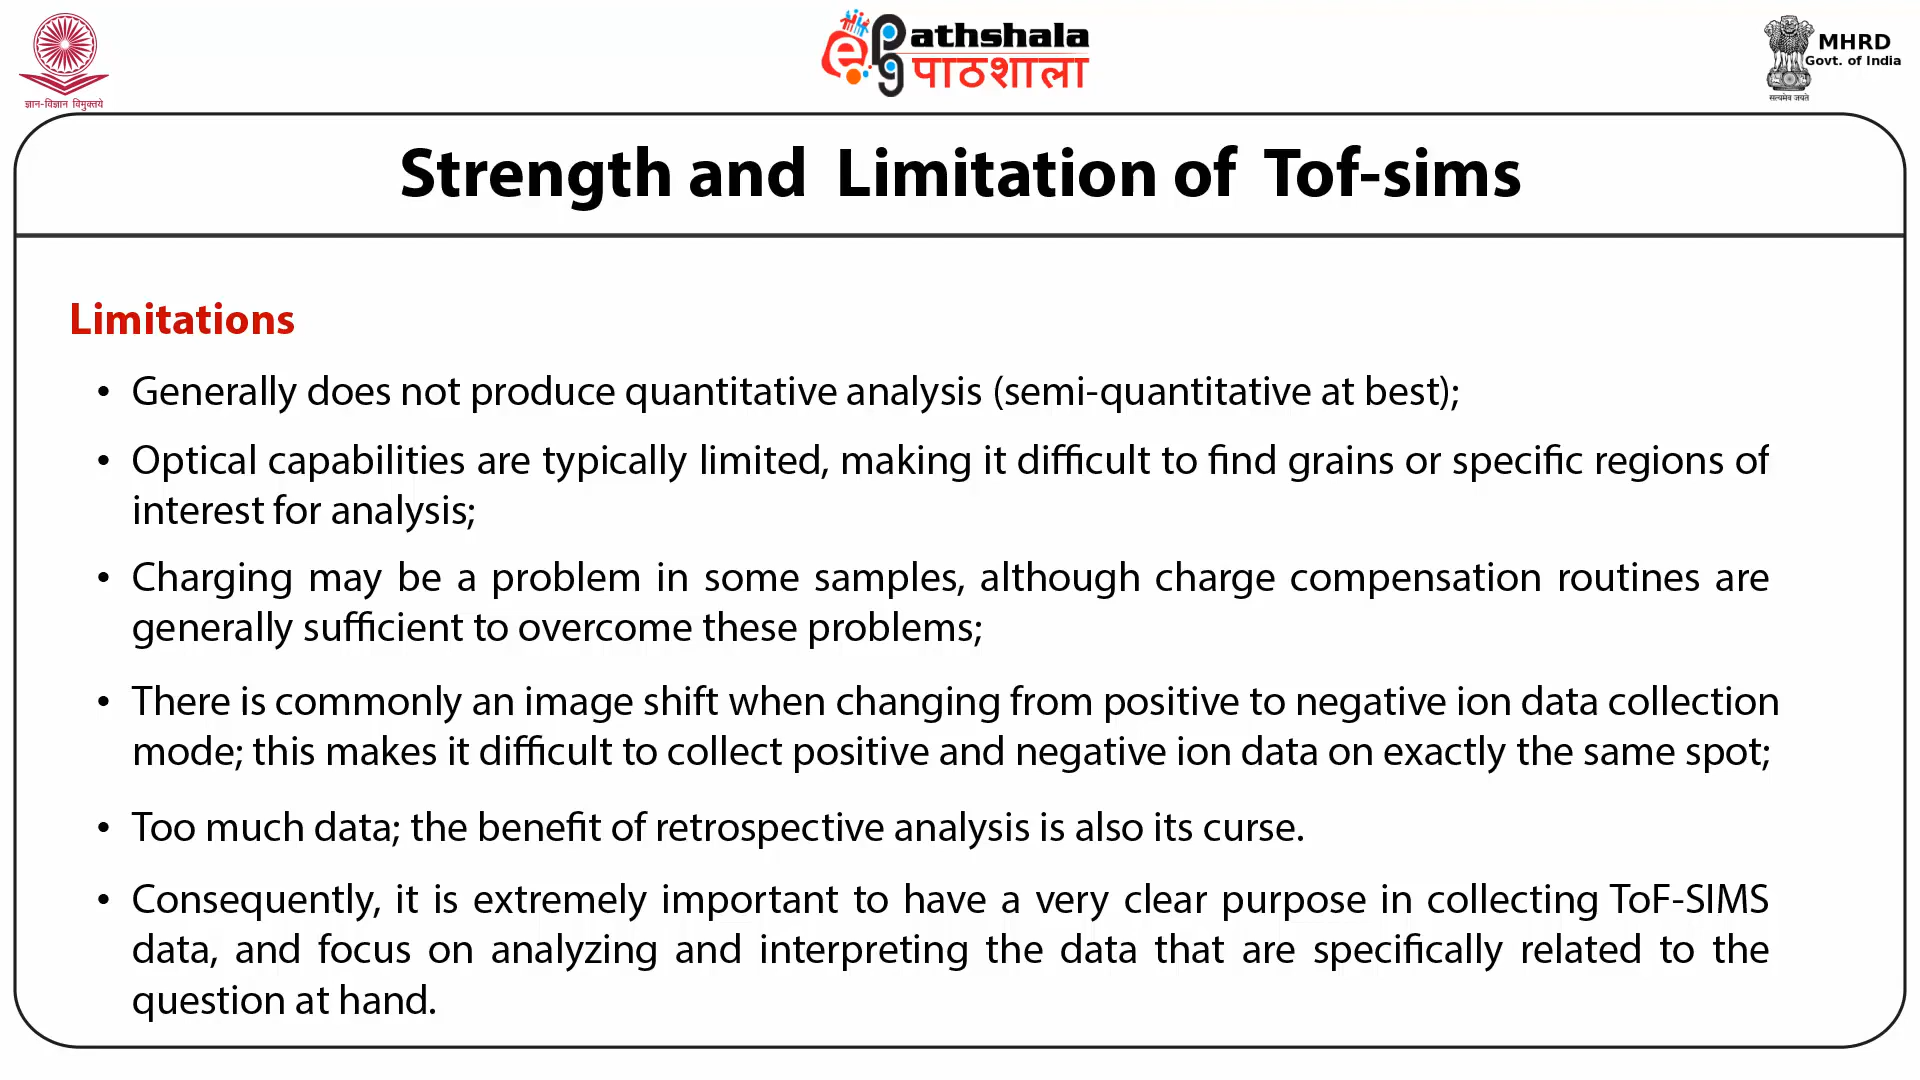 ज्ञान-विज्ञान विमुक्तये
ePG Pathshala
पाठशाला
MHRD
Govt. of India
सत्यमेव जयते
Strength and Limitation of Tof-sims
Limitations
• Generally does not produce quantitative analysis (semi-quantitative at best);
• Optical capabilities are typically limited, making it difficult to find grains or specific regions of
interest for analysis;
• Charging may be a problem in some samples, although charge compensation routines are
generally sufficient to overcome these problems;
• There is commonly an image shift when changing from positive to negative ion data collection
mode; this makes it difficult to collect positive and negative ion data on exactly the same spot;
• Too much data; the benefit of retrospective analysis is also its curse.
• Consequently, it is extremely important to have a very clear purpose in collecting ToF-SIMS
data, and focus on analyzing and interpreting the data that are specifically related to the
question at hand.